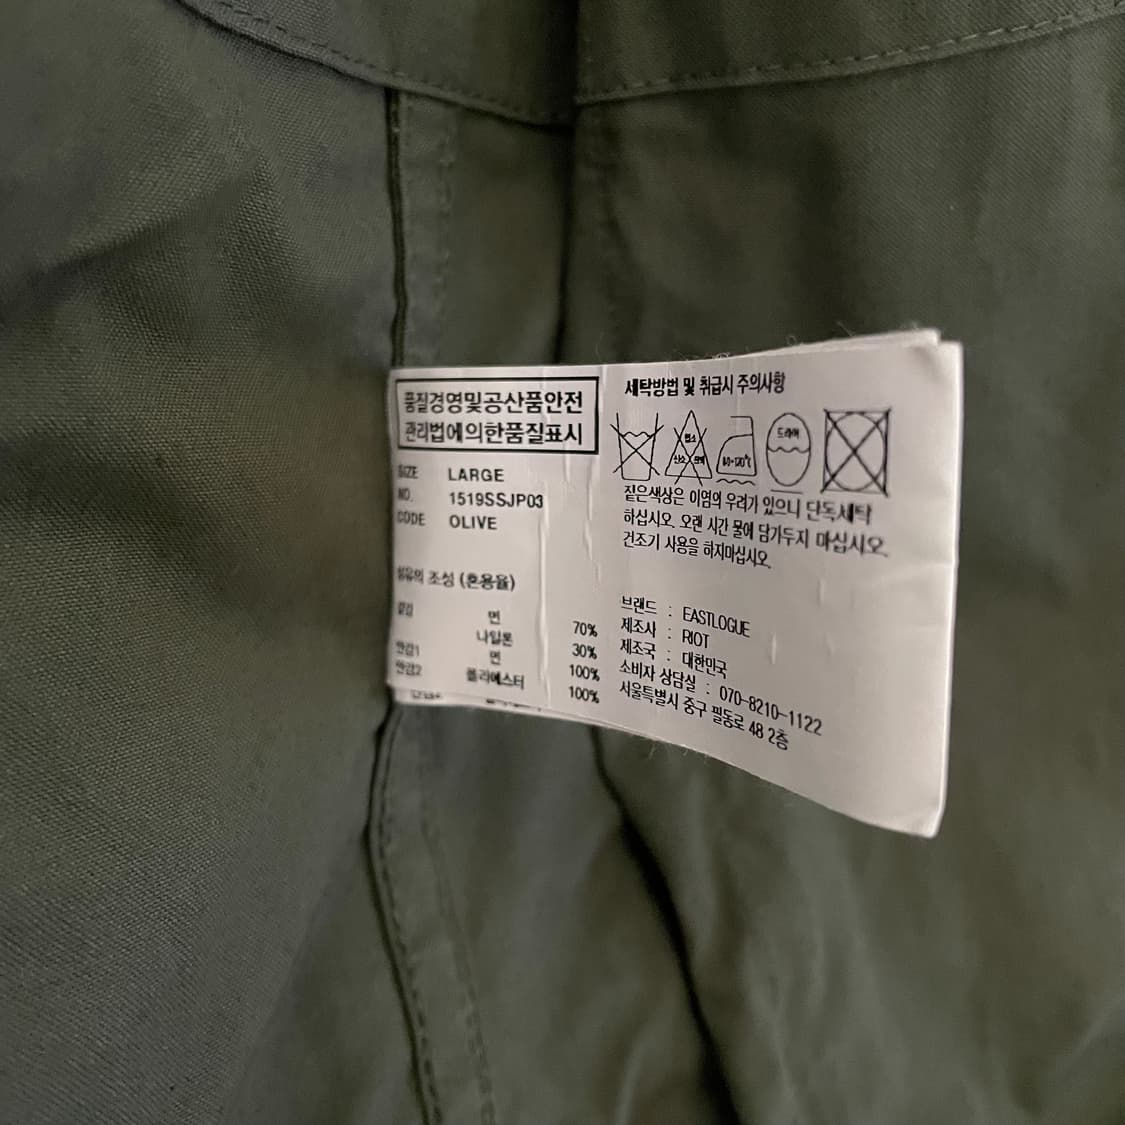 품질경영및공산품안전
관리법에의한품질표시
SIZE LARGE
NO. 1519SSJP03
CODE OLIVE
섬유의 조성 (혼용율)
겉감 면 70%
나일론 30%
안감1 면 100%
안감2 폴리에스터 100%
세탁방법 및 취급시 주의사항
염소
산소 표백
80~120℃
드라이
짙은색상은 이염의 우려가 있으니 단독세탁
하십시오. 오랜 시간 물에 담가두지 마십시오.
건조기 사용을 하지마십시오.
브랜드 : EASTLOGUE
제조사 : RIOT
제조국 : 대한민국
소비자 상담실 : 070-8210-1122
서울특별시 중구 필동로 48 2층